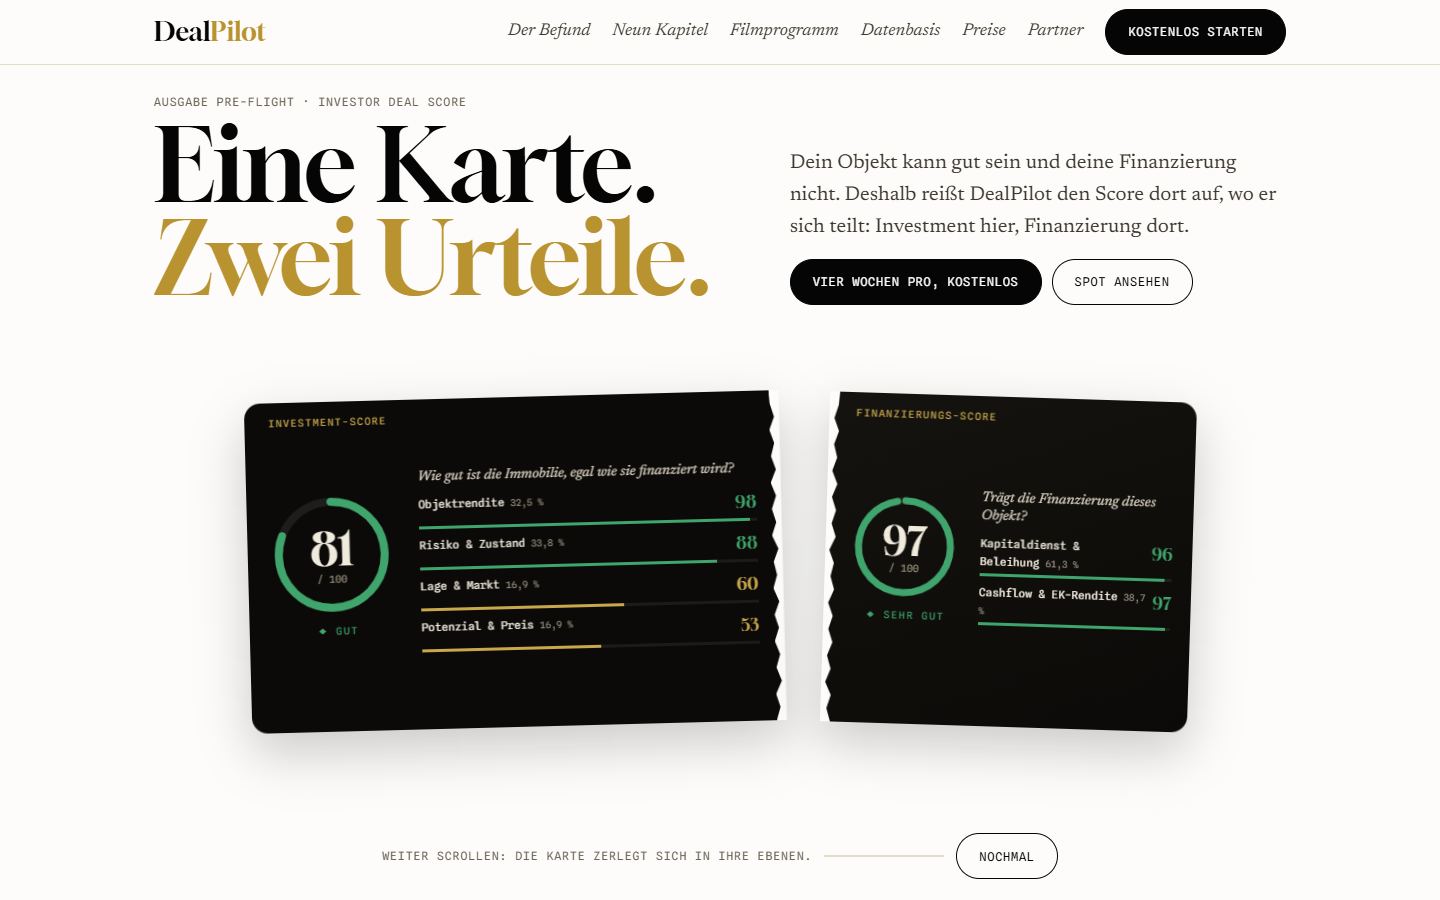 DealPilot
Der Befund
Neun Kapitel
Filmprogramm
Datenbasis
Preise
Partner
KOSTENLOS STARTEN
AUSGABE PRE-FLIGHT · INVESTOR DEAL SCORE
Eine Karte.
Zwei Urteile.
Dein Objekt kann gut sein und deine Finanzierung
nicht. Deshalb reißt DealPilot den Score dort auf, wo er
sich teilt: Investment hier, Finanzierung dort.
VIER WOCHEN PRO, KOSTENLOS
SPOT ANSEHEN
INVESTMENT-SCORE
81
/ 100
◆ GUT
Wie gut ist die Immobilie, egal wie sie finanziert wird?
Objektrendite 32,5 % 98
Risiko & Zustand 33,8 % 88
Lage & Markt 16,9 % 60
Potenzial & Preis 16,9 % 53
FINANZIERUNGS-SCORE
97
/ 100
◆ SEHR GUT
Trägt die Finanzierung dieses
Objekt?
Kapitaldienst &
Beleihung 61,3 % 96
Cashflow & EK-Rendite 38,7
% 97
WEITER SCROLLEN: DIE KARTE ZERLEGT SICH IN IHRE EBENEN.
NOCHMAL